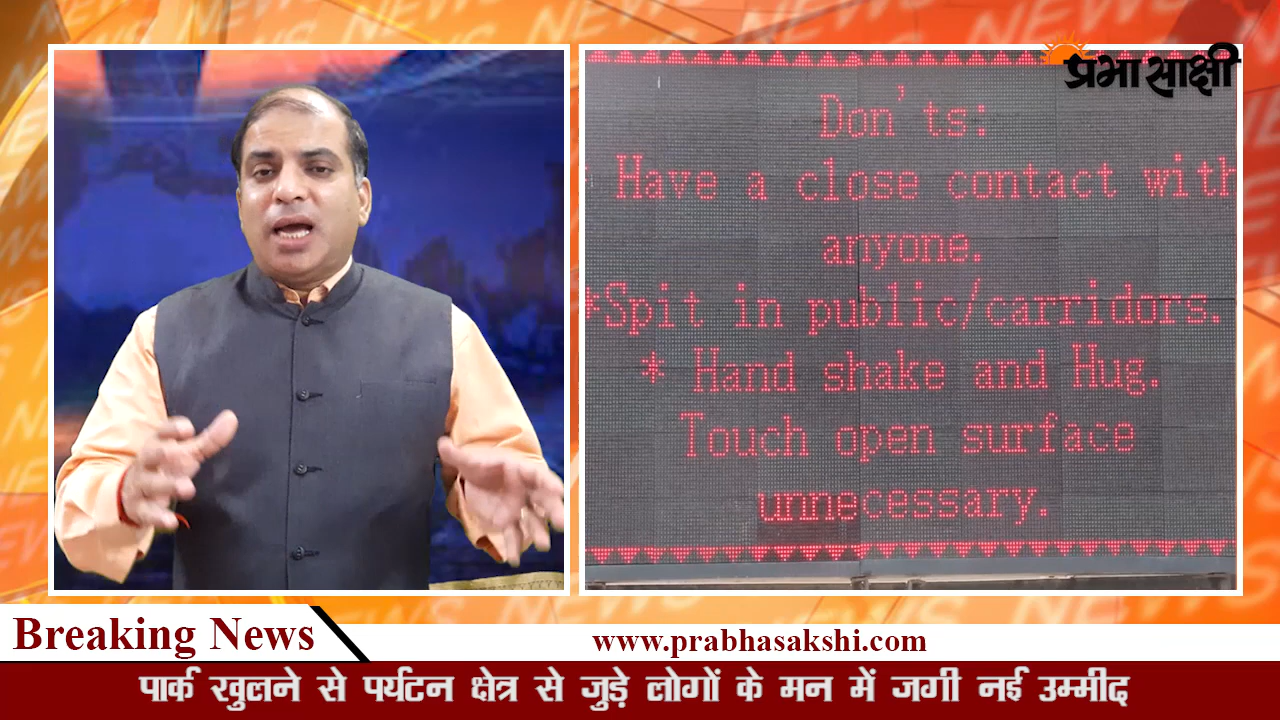 प्रभासाक्षी
Don'ts:
Have a close contact with
anyone.
*Spit in public/carridors.
* Hand shake and Hug.
Touch open surface
unnecessary.
Breaking News
www.prabhasakshi.com
पार्क खुलने से पर्यटन क्षेत्र से जुड़े लोगों के मन में जगी नई उम्मीद